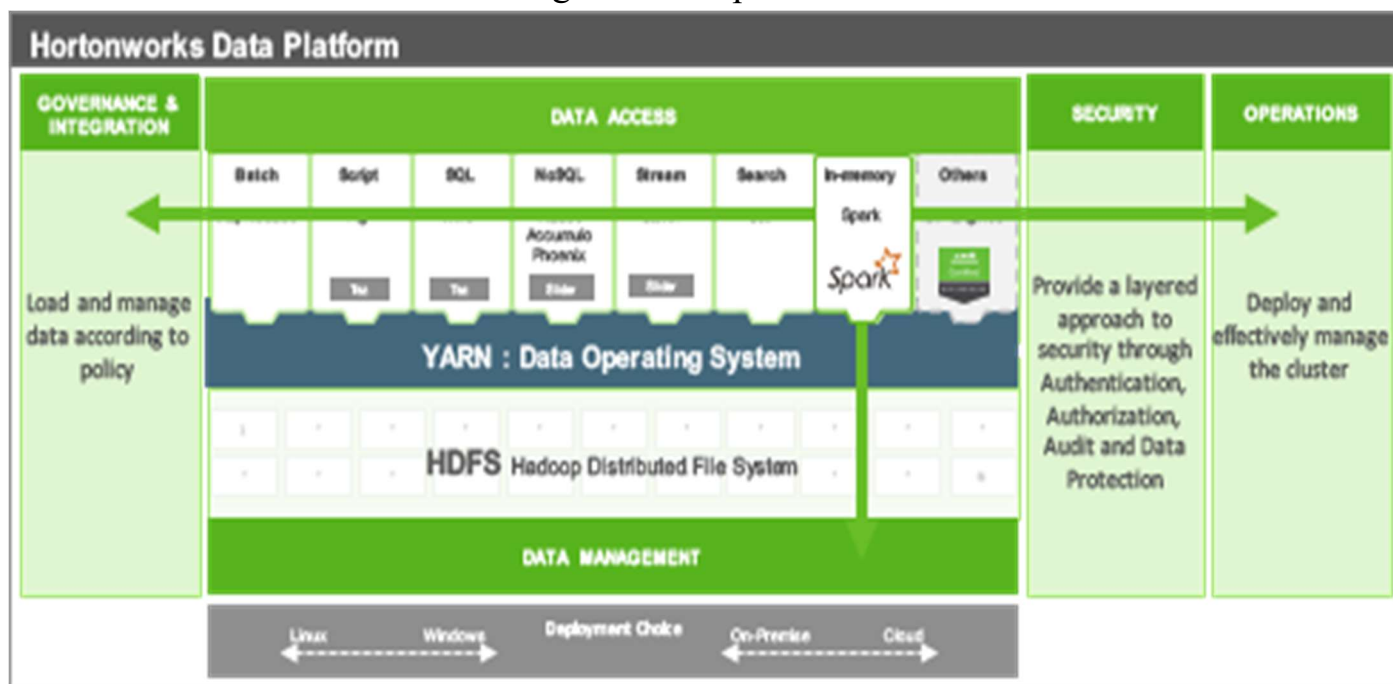 Hortonworks Data Platform
GOVERNANCE &
INTEGRATION
Load and manage
data according to
policy
DATA ACCESS
Batch
Script
Tez
SQL
Tez
NoSQL
Accumulo
Phoenix
Slider
Stream
Slider
Search
In-memory
Spark
Spark
Others
YARN : Data Operating System
HDFS Hadoop Distributed File System
DATA MANAGEMENT
Deployment Choice
Linux
Windows
On-Premise
Cloud
SECURITY
Provide a layered
approach to
security through
Authentication,
Authorization,
Audit and Data
Protection
OPERATIONS
Deploy and
effectively manage
the cluster